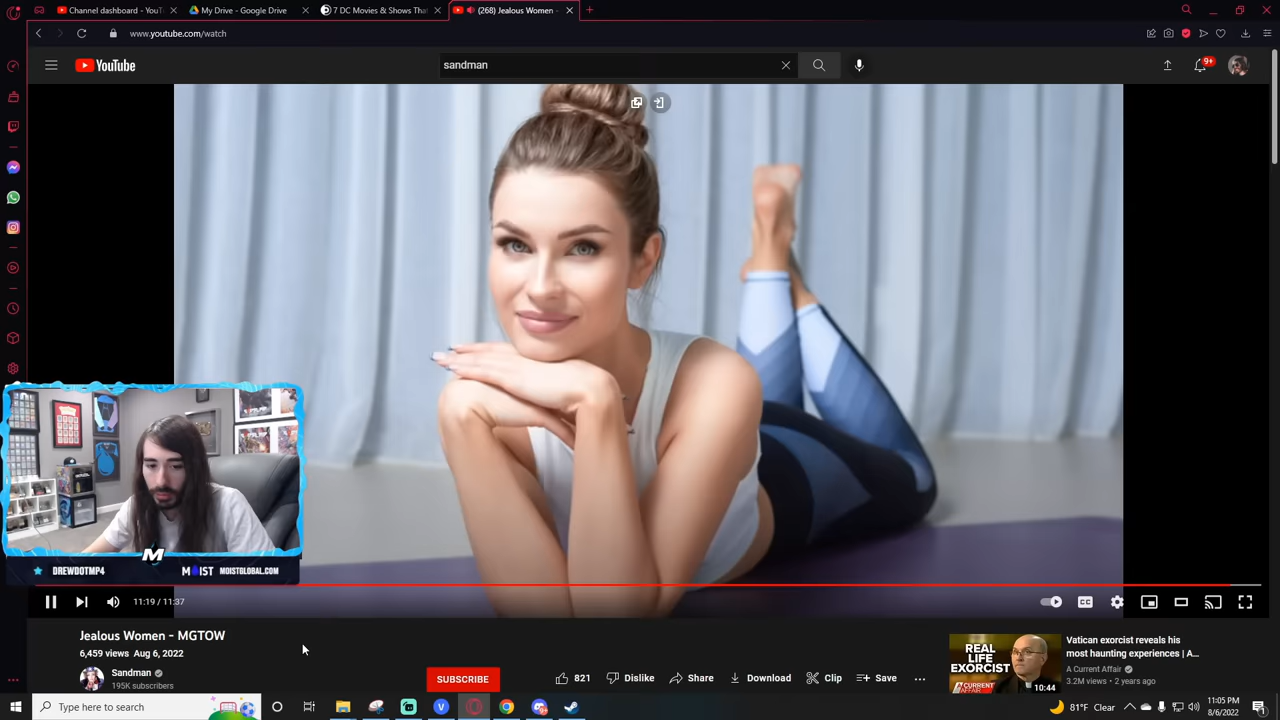 Channel dashboard - YouT
My Drive - Google Drive
7 DC Movies & Shows That
(268) Jealous Women -
www.youtube.com/watch
YouTube
sandman
9+
M
DREWDOTMP4
MOIST
MOISTGLOBAL.COM
11:19 / 11:37
CC
Jealous Women - MGTOW
6,459 views Aug 6, 2022
Sandman
195K subscribers
SUBSCRIBE
821
Dislike
Share
Download
Clip
Save
REAL LIFE
EXORCIST
A CURRENT AFFAIR
10:44
Vatican exorcist reveals his
most haunting experiences | A...
A Current Affair
3.2M views • 2 years ago
Type here to search
81°F Clear
11:05 PM
8/6/2022